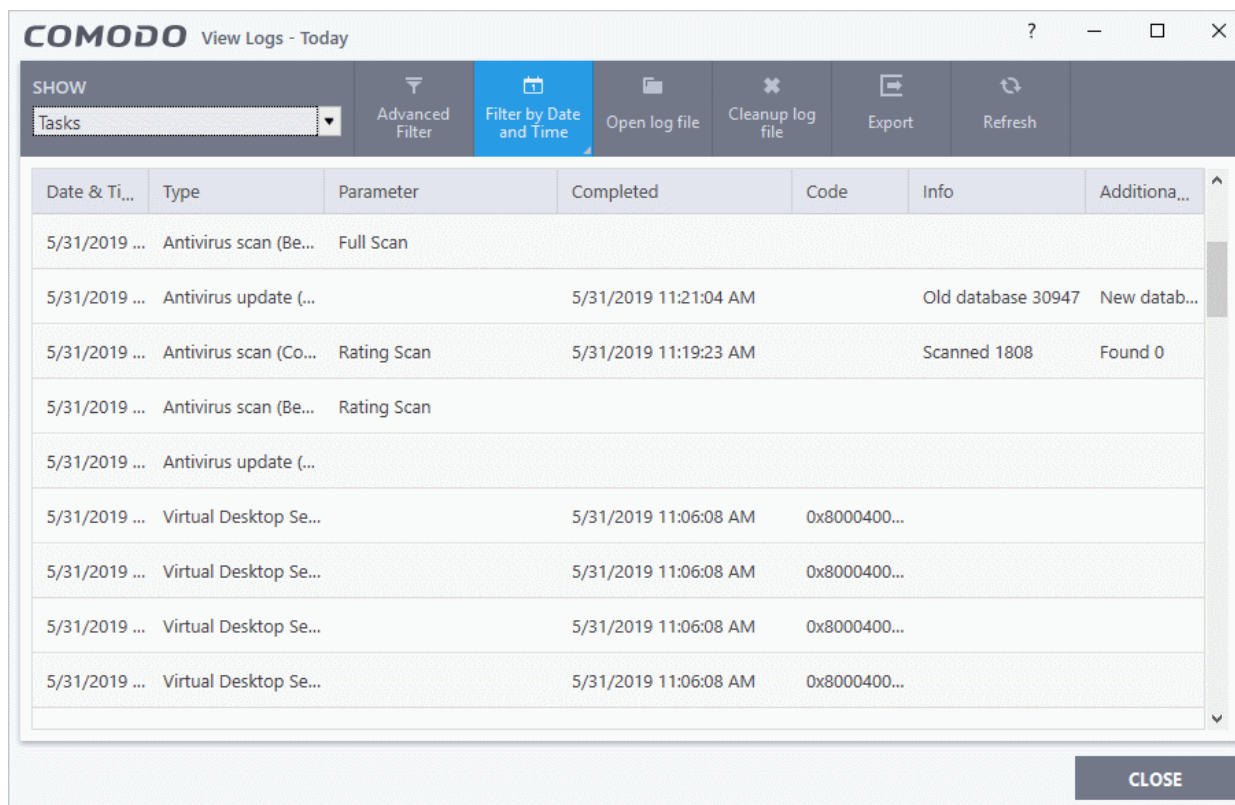 COMODO View Logs - Today ?
SHOW
Tasks
Advanced
Filter
Filter by Date
and Time
Open log file
Cleanup log
file
Export
Refresh
Date & Ti... Type Parameter Completed Code Info Additiona...
5/31/2019 ... Antivirus scan (Be... Full Scan
5/31/2019 ... Antivirus update (... 5/31/2019 11:21:04 AM Old database 30947 New datab...
5/31/2019 ... Antivirus scan (Co... Rating Scan 5/31/2019 11:19:23 AM Scanned 1808 Found 0
5/31/2019 ... Antivirus scan (Be... Rating Scan
5/31/2019 ... Antivirus update (...
5/31/2019 ... Virtual Desktop Se... 5/31/2019 11:06:08 AM 0x8000400...
5/31/2019 ... Virtual Desktop Se... 5/31/2019 11:06:08 AM 0x8000400...
5/31/2019 ... Virtual Desktop Se... 5/31/2019 11:06:08 AM 0x8000400...
5/31/2019 ... Virtual Desktop Se... 5/31/2019 11:06:08 AM 0x8000400...
CLOSE